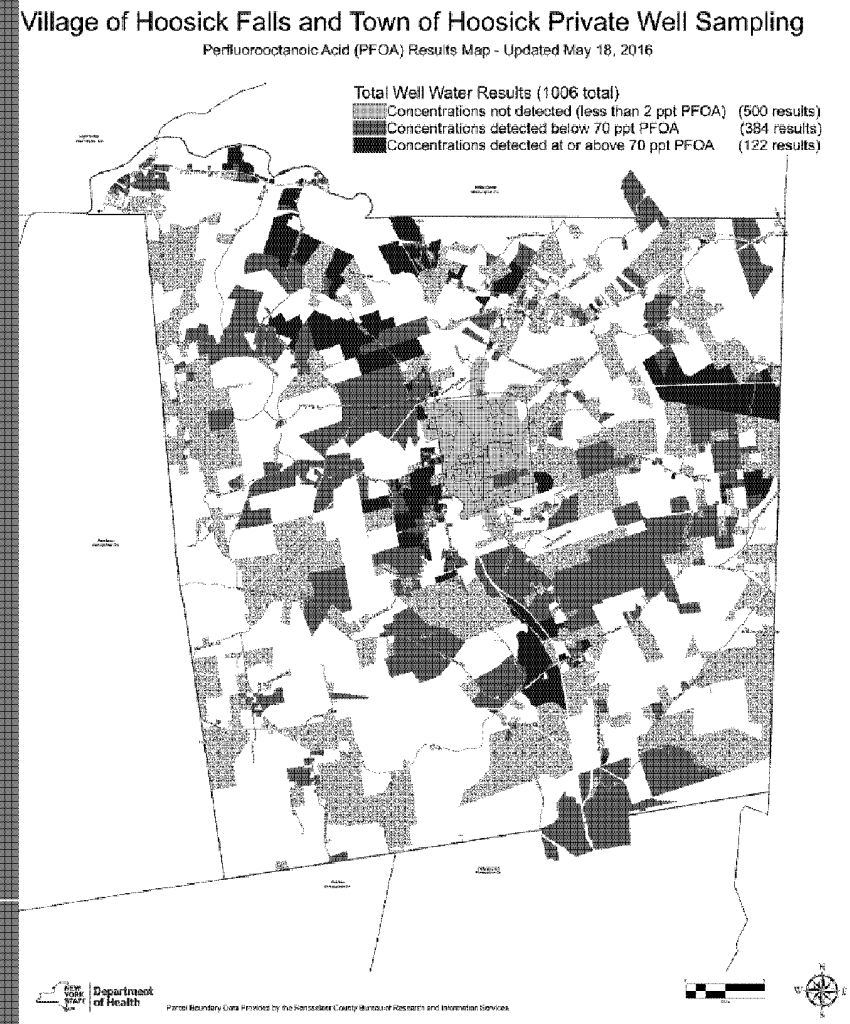 Village of Hoosick Falls and Town of Hoosick Private Well Sampling
Perfluorooctanoic Acid (PFOA) Results Map - Updated May 18, 2016
Total Well Water Results (1006 total)
Concentrations not detected (less than 2 ppt PFOA) (500 results)
Concentrations detected below 70 ppt PFOA (384 results)
Concentrations detected at or above 70 ppt PFOA (122 results)
N
W E
S
NEW YORK STATE
Department of Health
Parcel Boundary Data Provided by the Rensselaer County Bureau of Research and Information Services